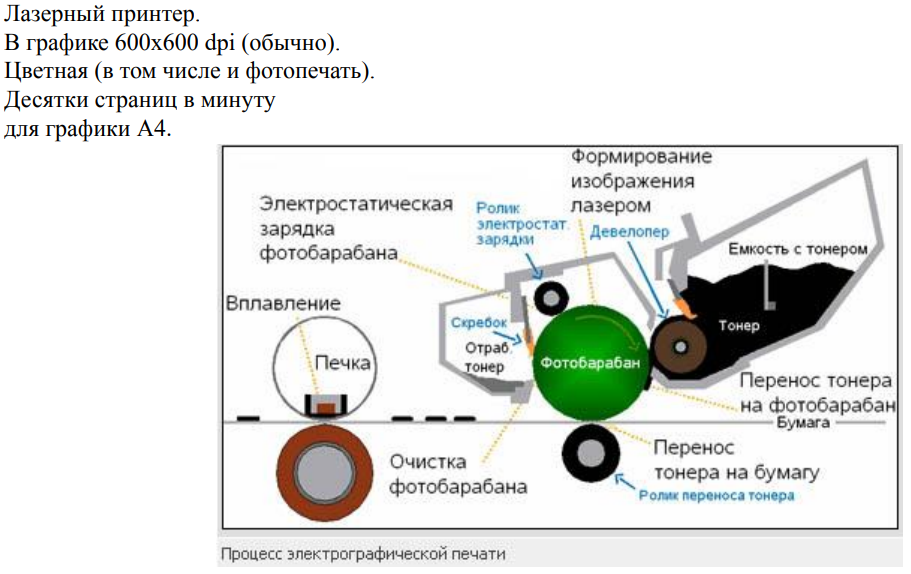 Лазерный принтер.
В графике 600x600 dpi (обычно).
Цветная (в том числе и фотопечать).
Десятки страниц в минуту
для графики А4.
Формирование
изображения
лазером
Электростатическая
зарядка
фотобарабана
Ролик
электростат.
зарядки
Девелопер
Емкость с тонером
Вплавление
Скребок
Тонер
Печка
Отраб.
тонер
Фотобарабан
Перенос тонера
на фотобарабан
Бумага
Очистка
фотобарабана
Перенос
тонера на бумагу
Ролик переноса тонера
Процесс электрографической печати